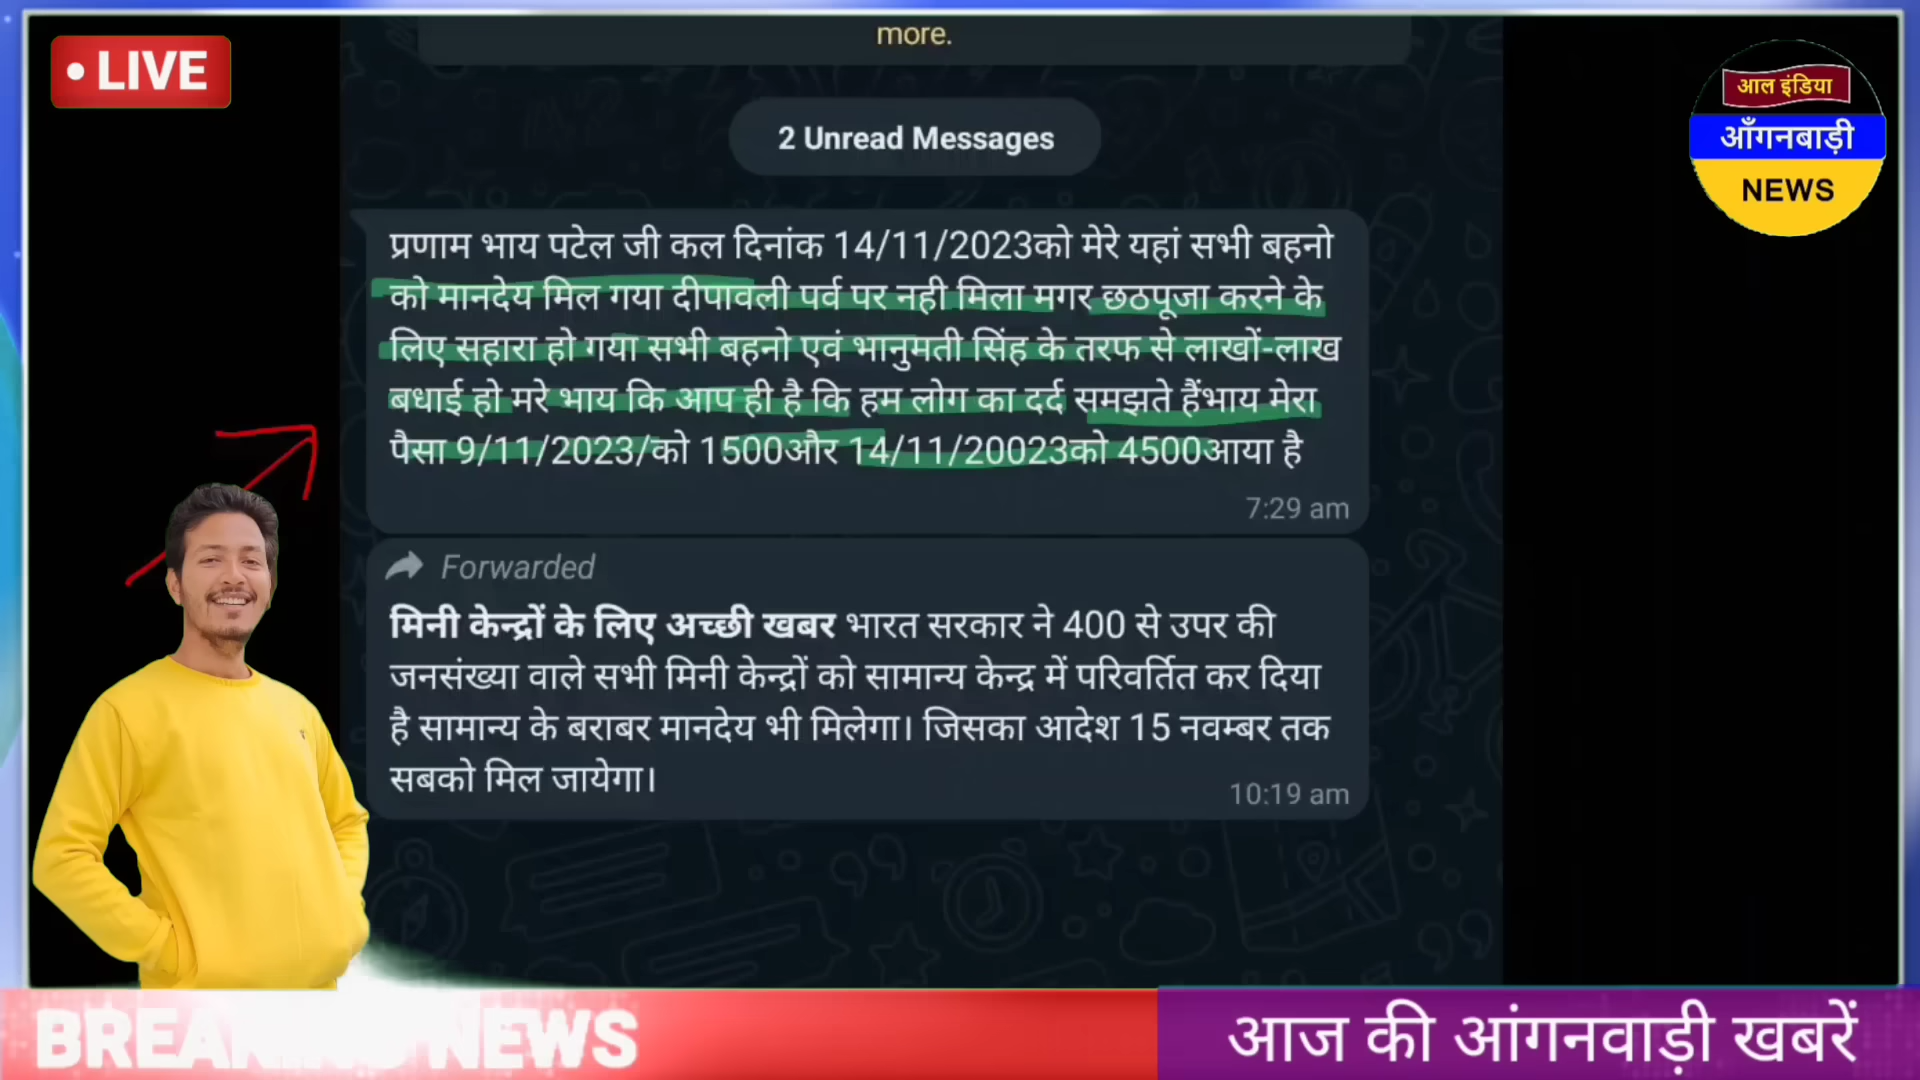 more.
• LIVE
आल इंडिया
आँगनबाड़ी
NEWS
2 Unread Messages
प्रणाम भाय पटेल जी कल दिनांक 14/11/2023को मेरे यहां सभी बहनो
को मानदेय मिल गया दीपावली पर्व पर नही मिला मगर छठपूजा करने के
लिए सहारा हो गया सभी बहनो एवं भानुमती सिंह के तरफ से लाखों-लाख
बधाई हो मरे भाय कि आप ही है कि हम लोग का दर्द समझते हैंभाय मेरा
पैसा 9/11/2023/को 1500और 14/11/20023को 4500आया है
7:29 am
Forwarded
मिनी केन्द्रों के लिए अच्छी खबर भारत सरकार ने 400 से उपर की
जनसंख्या वाले सभी मिनी केन्द्रों को सामान्य केन्द्र में परिवर्तित कर दिया
है सामान्य के बराबर मानदेय भी मिलेगा। जिसका आदेश 15 नवम्बर तक
सबको मिल जायेगा।
10:19 am
BREAKING NEWS
आज की आंगनवाड़ी खबरें